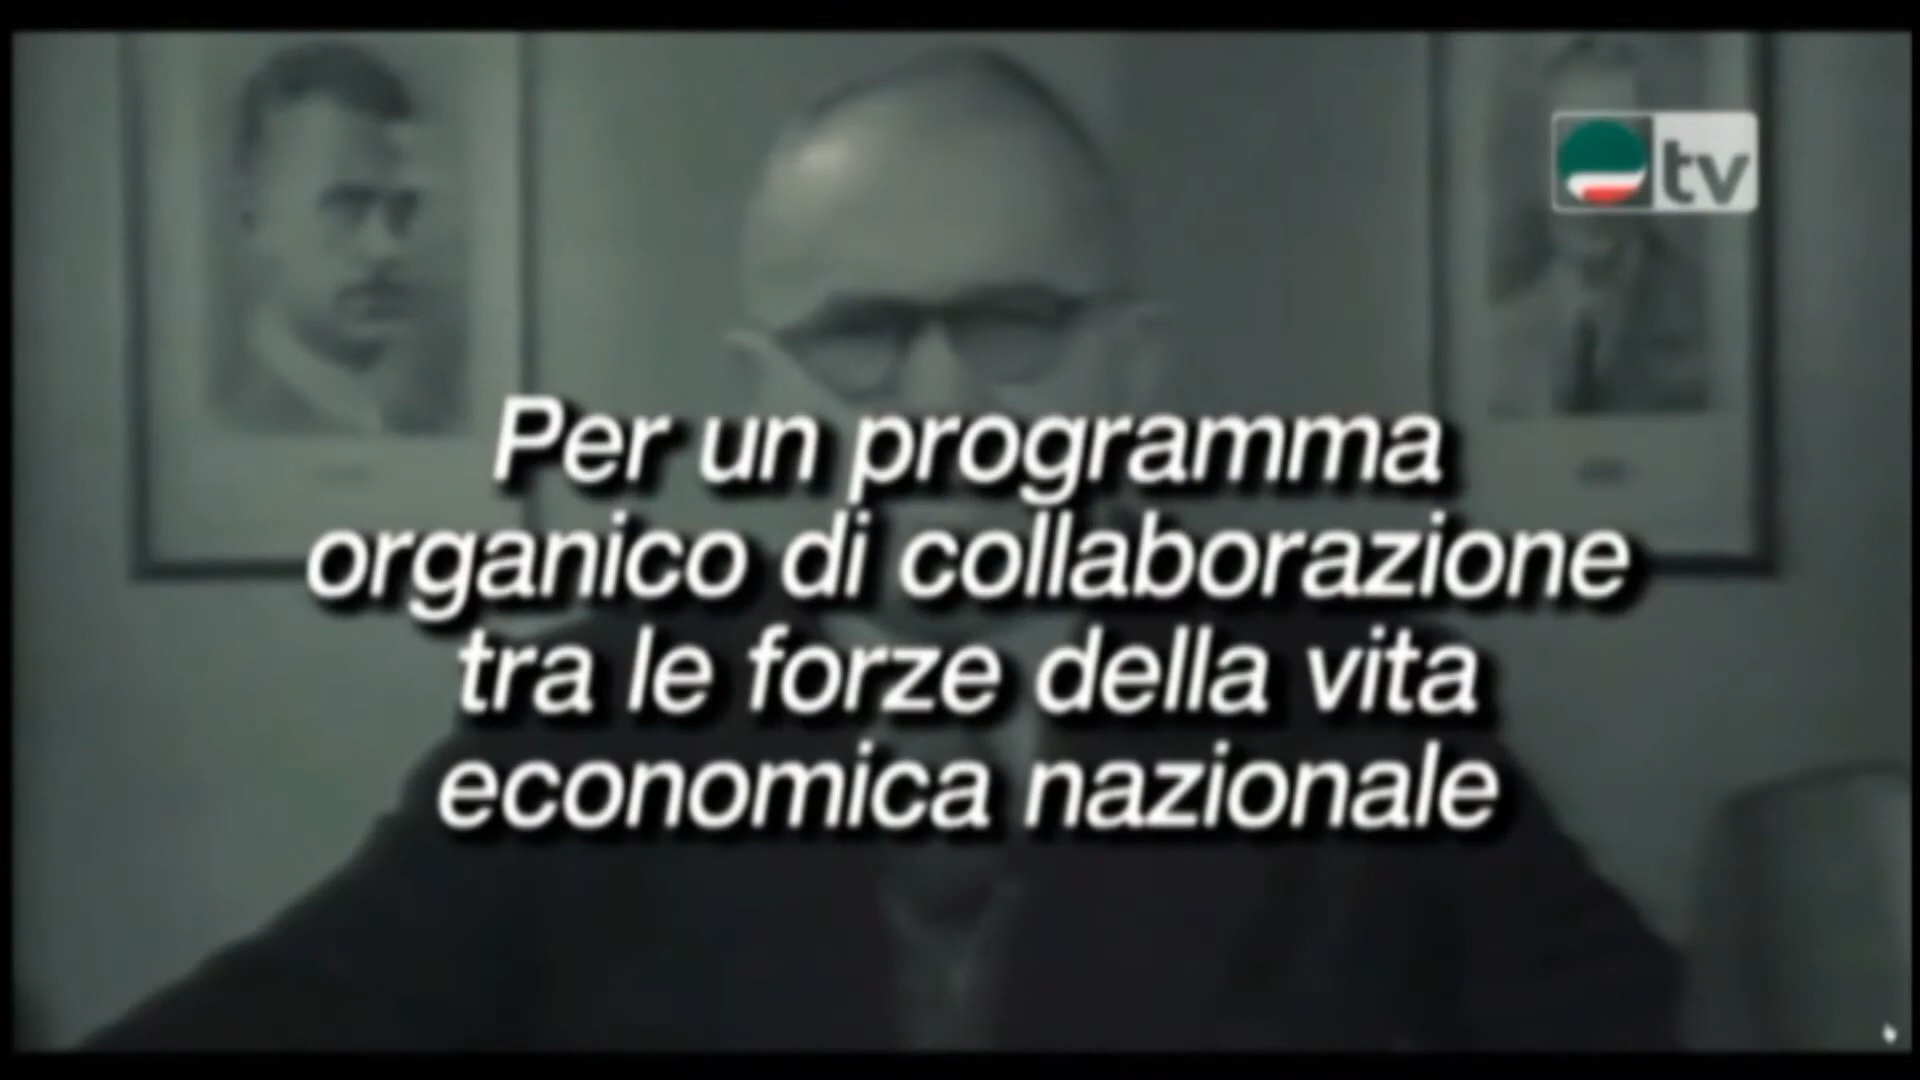 tv
Per un programma
organico di collaborazione
tra le forze della vita
economica nazionale